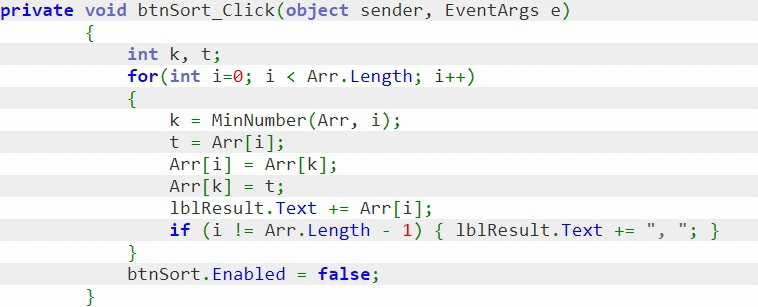 private void btnSort_Click(object sender, EventArgs e)
{
int k, t;
for(int i=0; i < Arr.Length; i++)
{
k = MinNumber(Arr, i);
t = Arr[i];
Arr[i] = Arr[k];
Arr[k] = t;
lblResult.Text += Arr[i];
if (i != Arr.Length - 1) { lblResult.Text += ", "; }
}
btnSort.Enabled = false;
}